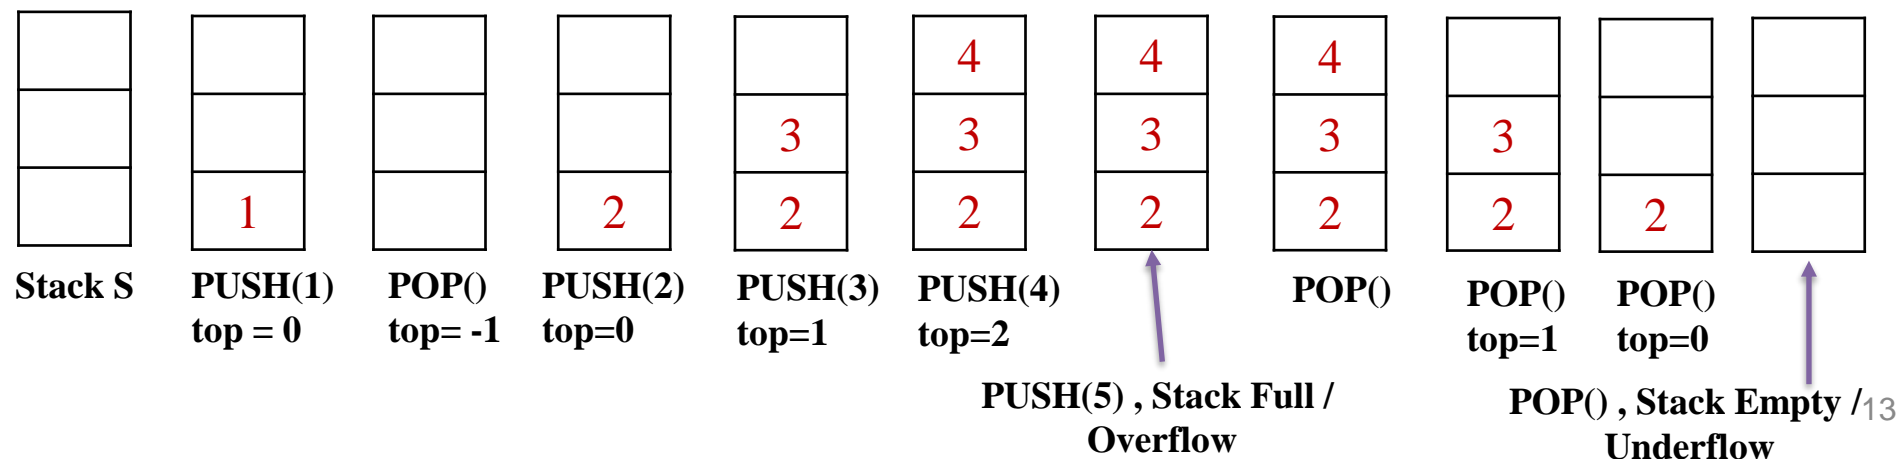 4 4 4
3 3 3 3 3
1 2 2 2 2 2 2 2
Stack S PUSH(1) POP() PUSH(2) PUSH(3) PUSH(4) POP() POP() POP()
top = 0 top= -1 top=0 top=1 top=2 top=1 top=0
PUSH(5) , Stack Full / POP() , Stack Empty / 13
Overflow Underflow